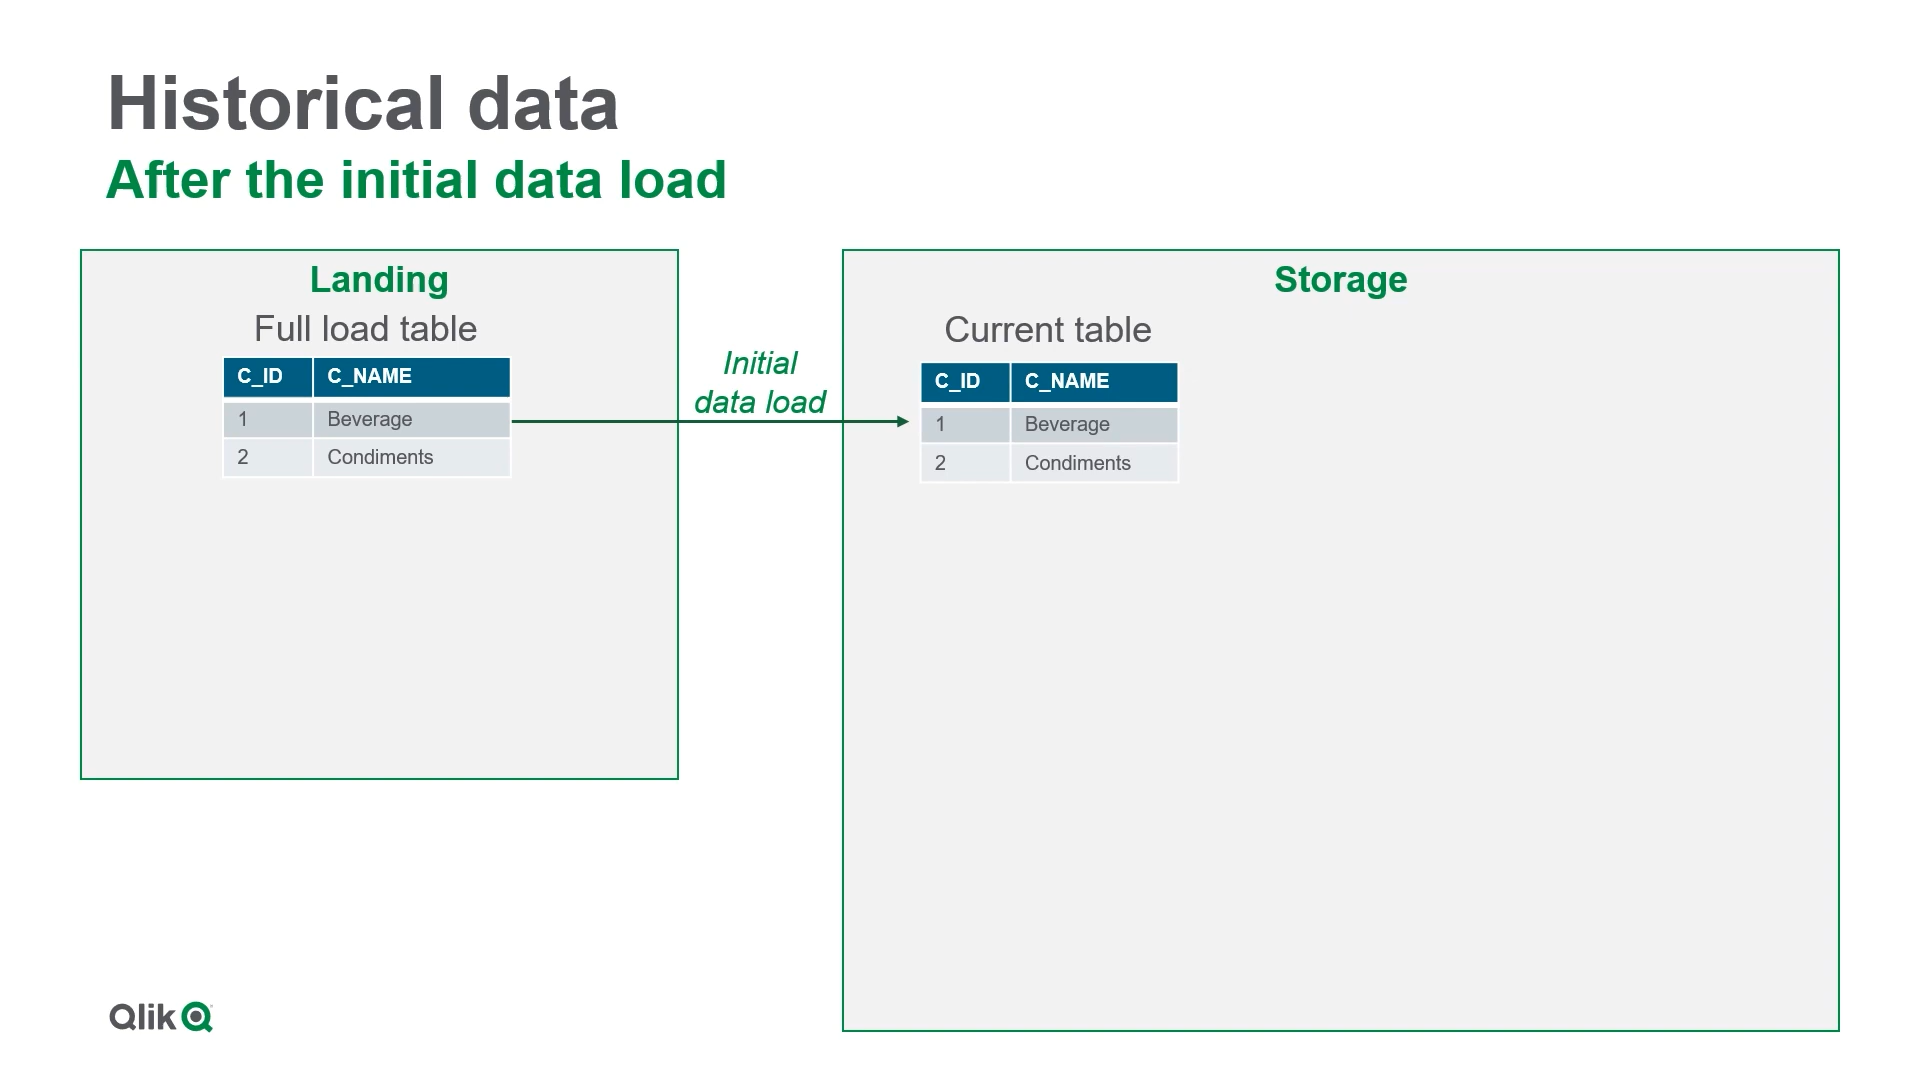 Historical data
After the initial data load
Landing
Full load table
C_ID C_NAME
1 Beverage
2 Condiments
Initial
data load
Storage
Current table
C_ID C_NAME
1 Beverage
2 Condiments
Qlik